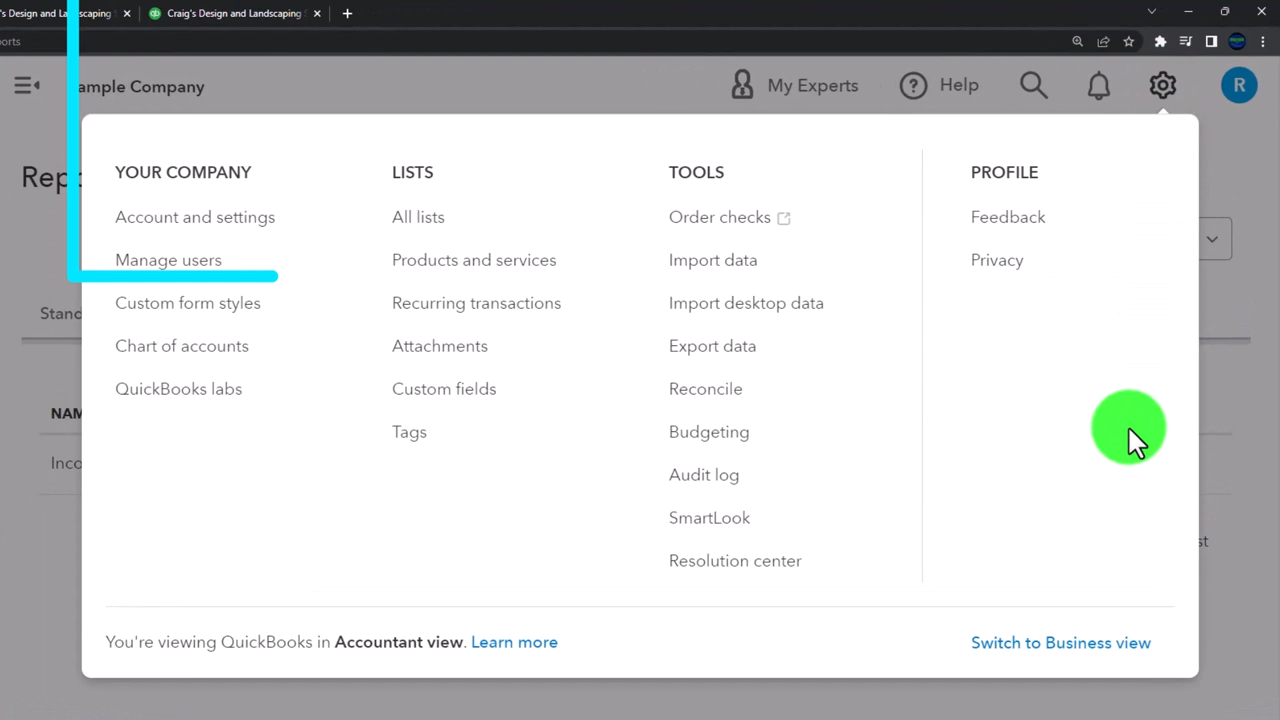 's Design and Landscaping
Craig's Design and Landscaping
orts
ample Company
My Experts
Help
R
Rep
YOUR COMPANY
Account and settings
Manage users
Custom form styles
Chart of accounts
QuickBooks labs
LISTS
All lists
Products and services
Recurring transactions
Attachments
Custom fields
Tags
TOOLS
Order checks
Import data
Import desktop data
Export data
Reconcile
Budgeting
Audit log
SmartLook
Resolution center
PROFILE
Feedback
Privacy
Stand
NAM
Inco
st
You're viewing QuickBooks in Accountant view. Learn more
Switch to Business view